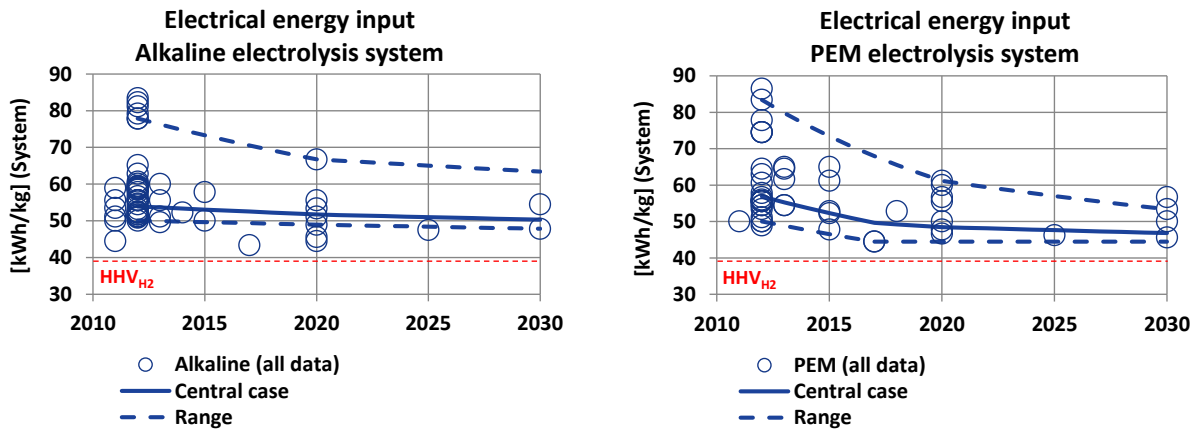 Electrical energy input
Alkaline electrolysis system
[kWh/kg] (System)
90
80
70
60
50
40
30
HHV_H2
2010 2015 2020 2025 2030
Alkaline (all data)
Central case
Range
Electrical energy input
PEM electrolysis system
[kWh/kg] (System)
90
80
70
60
50
40
30
HHV_H2
2010 2015 2020 2025 2030
PEM (all data)
Central case
Range